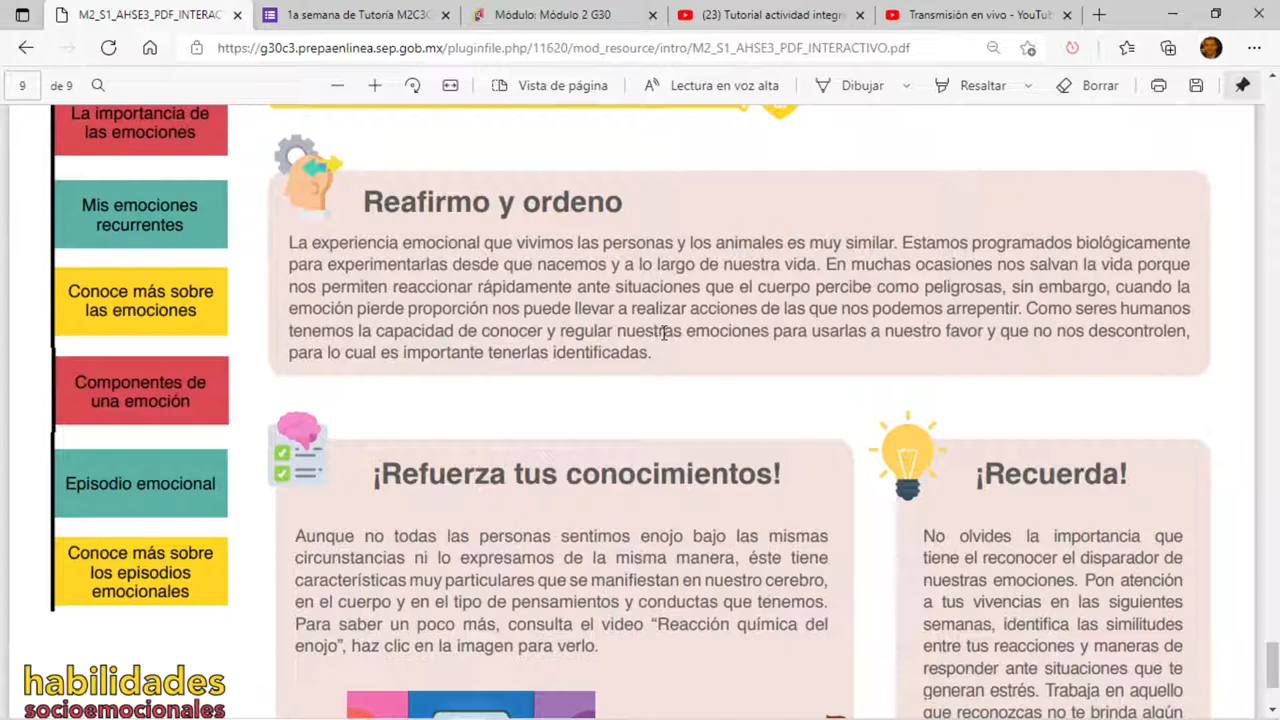 M2_S1_AHSE3_PDF_INTERAC
1a semana de Tutoría M2C3G
Módulo: Módulo 2 G30
(23) Tutorial actividad integr
Transmisión en vivo - YouTub
https://g30c3.prepaenlinea.sep.gob.mx/pluginfile.php/11620/mod_resource/intro/M2_S1_AHSE3_PDF_INTERACTIVO.pdf
9 de 9
Vista de página
Lectura en voz alta
Dibujar
Resaltar
Borrar
La importancia de
las emociones
Mis emociones
recurrentes
Conoce más sobre
las emociones
Componentes de
una emoción
Episodio emocional
Conoce más sobre
los episodios
emocionales
habilidades
socioemocionales
Reafirmo y ordeno
La experiencia emocional que vivimos las personas y los animales es muy similar. Estamos programados biológicamente
para experimentarlas desde que nacemos y a lo largo de nuestra vida. En muchas ocasiones nos salvan la vida porque
nos permiten reaccionar rápidamente ante situaciones que el cuerpo percibe como peligrosas, sin embargo, cuando la
emoción pierde proporción nos puede llevar a realizar acciones de las que nos podemos arrepentir. Como seres humanos
tenemos la capacidad de conocer y regular nuestras emociones para usarlas a nuestro favor y que no nos descontrolen,
para lo cual es importante tenerlas identificadas.
¡Refuerza tus conocimientos!
Aunque no todas las personas sentimos enojo bajo las mismas
circunstancias ni lo expresamos de la misma manera, éste tiene
características muy particulares que se manifiestan en nuestro cerebro,
en el cuerpo y en el tipo de pensamientos y conductas que tenemos.
Para saber un poco más, consulta el video “Reacción química del
enojo”, haz clic en la imagen para verlo.
¡Recuerda!
No olvides la importancia que
tiene el reconocer el disparador de
nuestras emociones. Pon atención
a tus vivencias en las siguientes
semanas, identifica las similitudes
entre tus reacciones y maneras de
responder ante situaciones que te
generan estrés. Trabaja en aquello
que reconozcas no te brinda algún